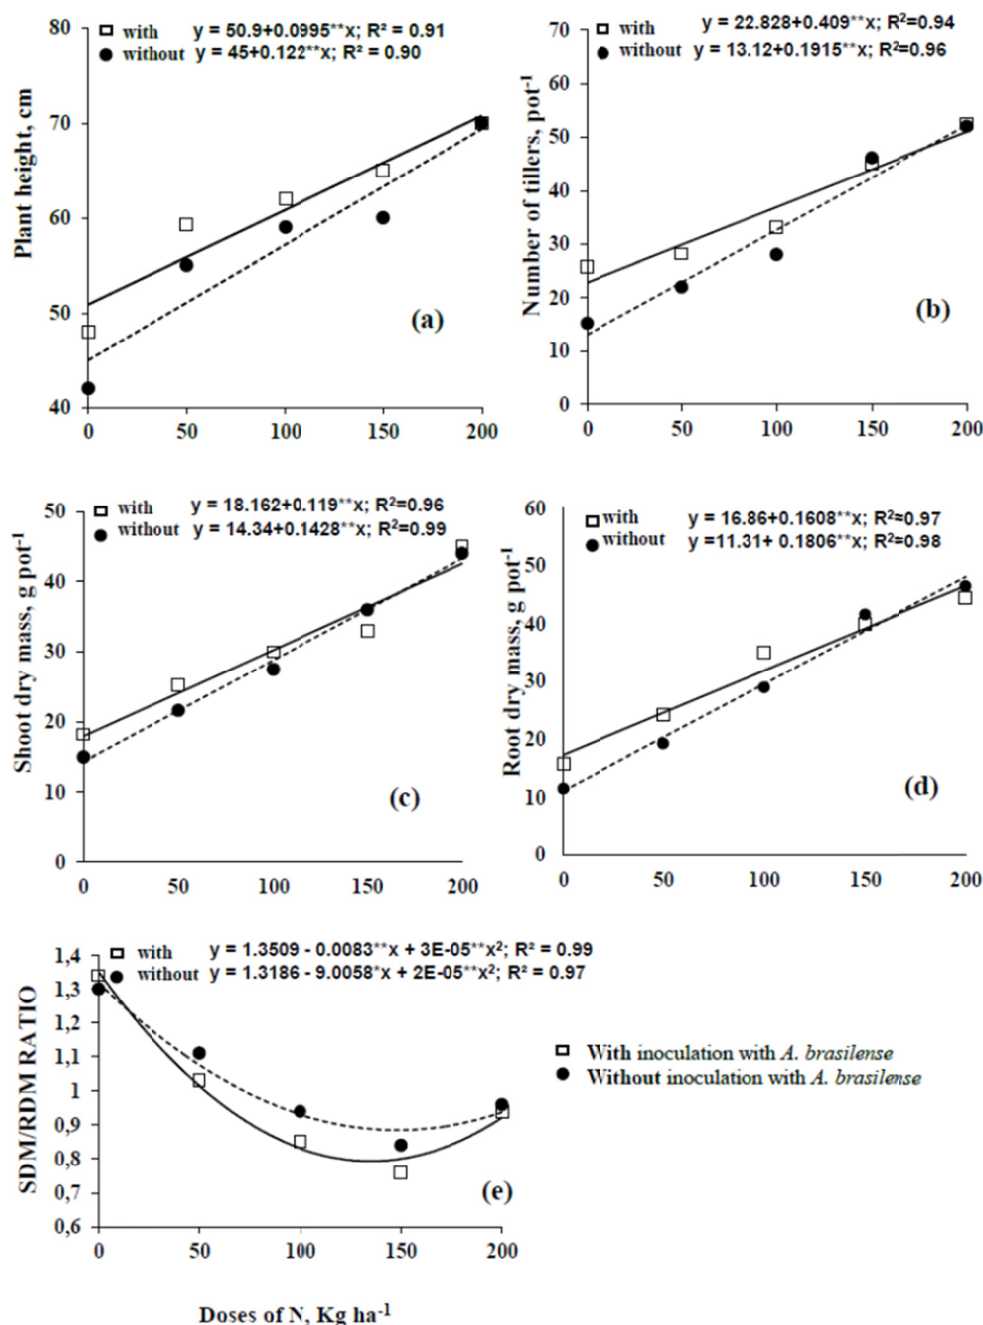 80
70
60
50
40
0
50
100
150
200
Plant height, cm
with y = 50.9+0.0995**x; R² = 0.91
without y = 45+0.122**x; R² = 0.90
(a)
70
60
50
40
30
20
10
0
0
50
100
150
200
Number of tillers, pot-1
with y = 22.828+0.409**x; R2=0.94
without y = 13.12+0.1915**x; R2=0.96
(b)
50
40
30
20
10
0
0
50
100
150
200
Shoot dry mass, g pot-1
with y = 18.162+0.119**x; R2=0.96
without y = 14.34+0.1428**x; R2=0.99
(c)
60
50
40
30
20
10
0
0
50
100
150
200
Root dry mass, g pot-1
with y = 16.86+0.1608**x; R2=0.97
without y =11.31+ 0.1806**x; R2=0.98
(d)
1,4
1,3
1,2
1,1
1
0,9
0,8
0,7
0,6
0
50
100
150
200
SDM/RDM RATIO
with y = 1.3509 - 0.0083**x + 3E-05**x2; R² = 0.99
without y = 1.3186 - 9.0058*x + 2E-05**x2; R² = 0.97
(e)
With inoculation with A. brasilense
Without inoculation with A. brasilense
Doses of N, Kg ha-1